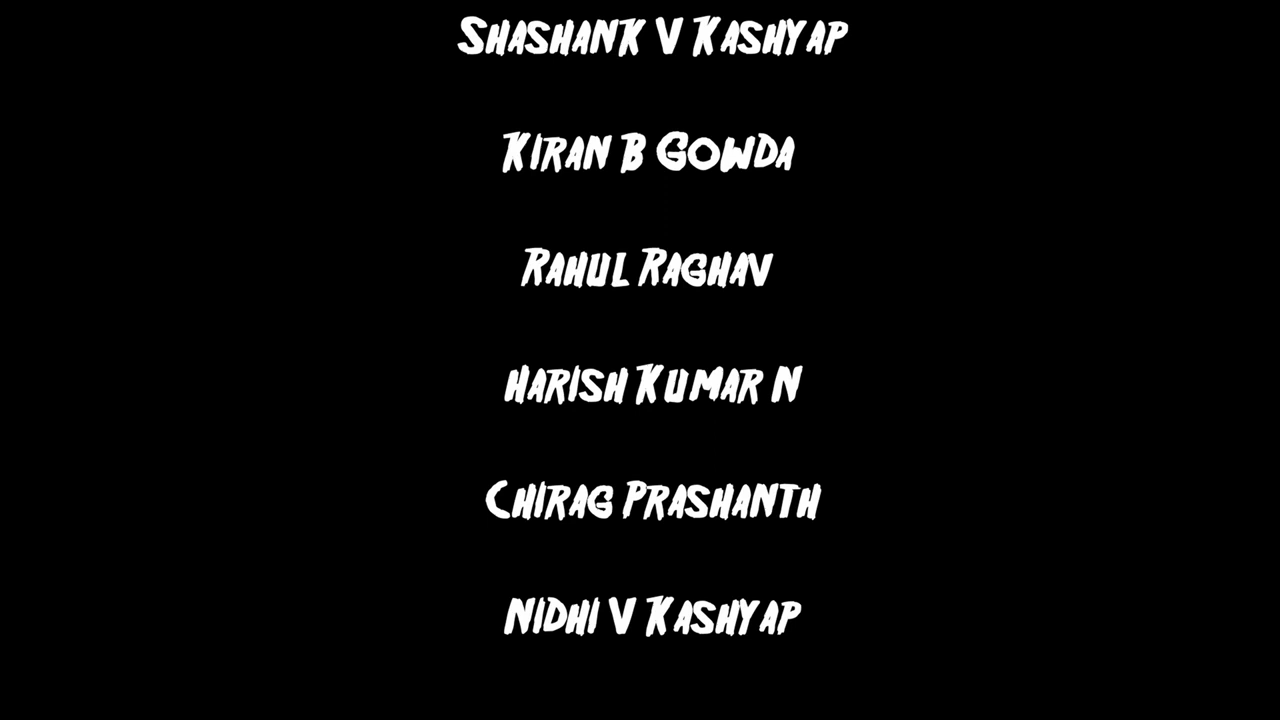 Shashank V Kashyap
Kiran B Gowda
Rahul Raghav
Harish Kumar N
Chirag Prashanth
Nidhi V Kashyap